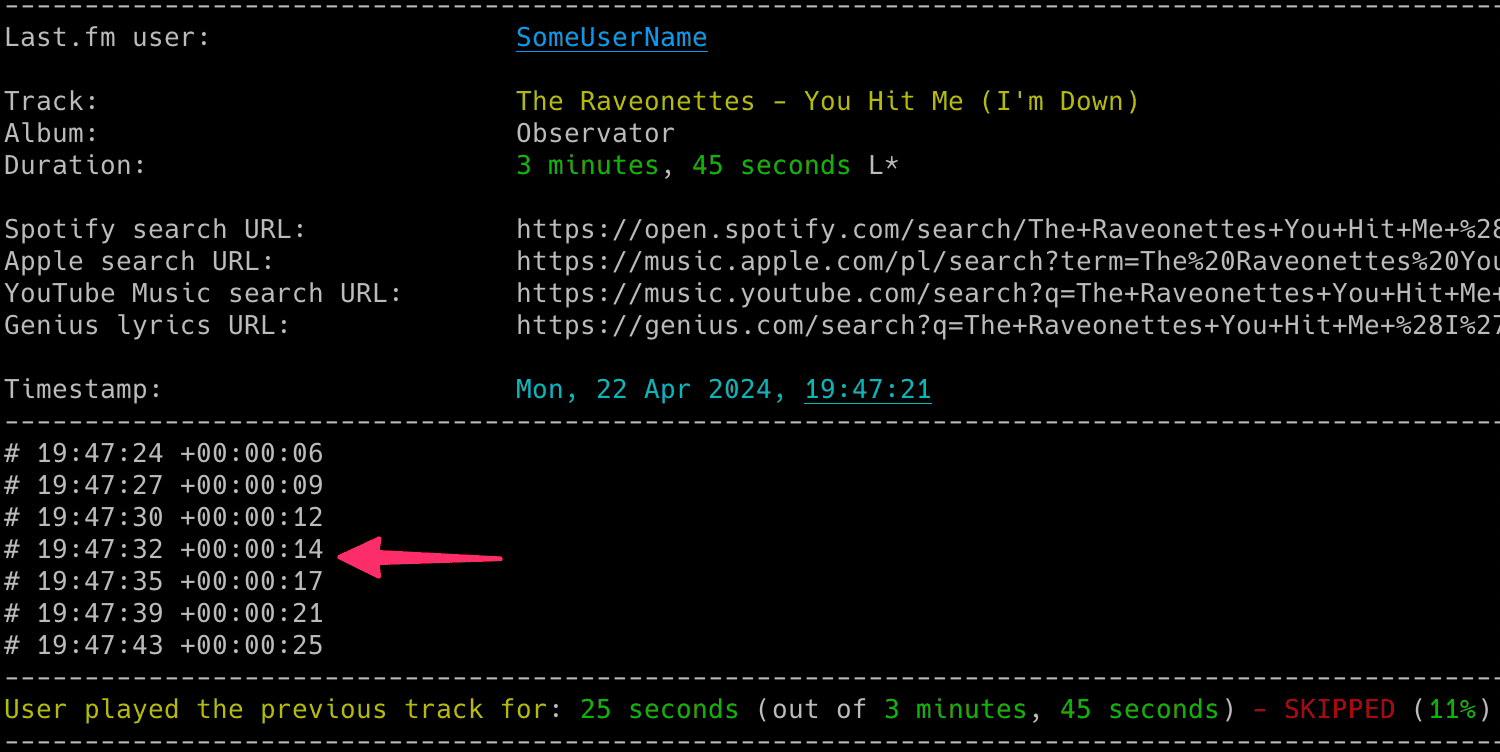 Last.fm user: SomeUserName
Track: The Raveonettes - You Hit Me (I'm Down)
Album: Observator
Duration: 3 minutes, 45 seconds L*
Spotify search URL: https://open.spotify.com/search/The+Raveonettes+You+Hit+Me+%28
Apple search URL: https://music.apple.com/pl/search?term=The%20Raveonettes%20You
YouTube Music search URL: https://music.youtube.com/search?q=The+Raveonettes+You+Hit+Me+
Genius lyrics URL: https://genius.com/search?q=The+Raveonettes+You+Hit+Me+%28I%27
Timestamp: Mon, 22 Apr 2024, 19:47:21
# 19:47:24 +00:00:06
# 19:47:27 +00:00:09
# 19:47:30 +00:00:12
# 19:47:32 +00:00:14
# 19:47:35 +00:00:17
# 19:47:39 +00:00:21
# 19:47:43 +00:00:25
User played the previous track for: 25 seconds (out of 3 minutes, 45 seconds) - SKIPPED (11%)